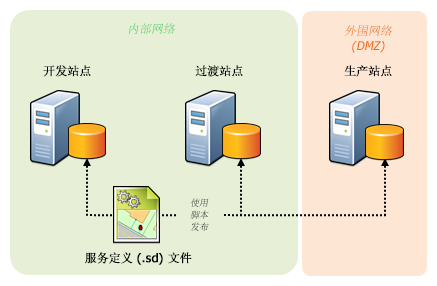 内部网络
外围网络
(DMZ)
开发站点
过渡站点
生产站点
使用
脚本
发布
服务定义 (.sd) 文件